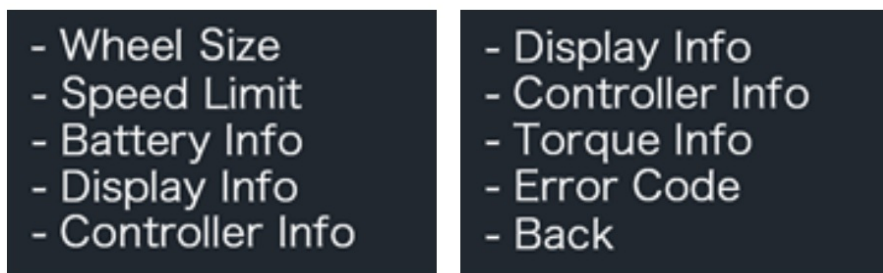 - Wheel Size
- Speed Limit
- Battery Info
- Display Info
- Controller Info
- Display Info
- Controller Info
- Torque Info
- Error Code
- Back